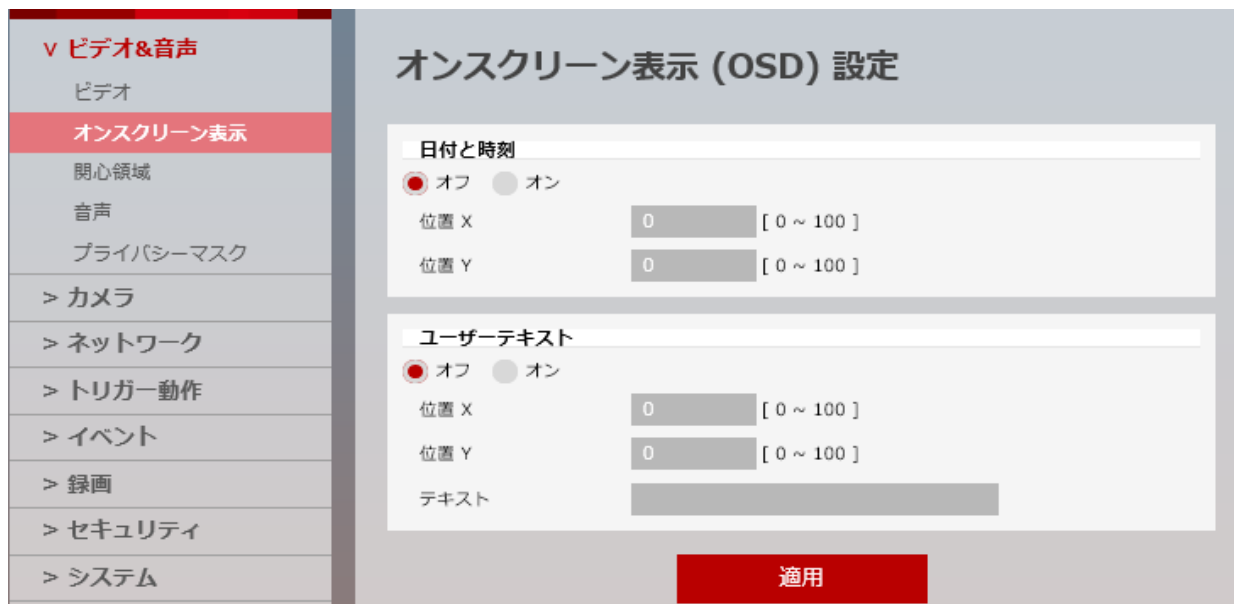 v ビデオ&音声
ビデオ
オンスクリーン表示
関心領域
音声
プライバシーマスク
> カメラ
> ネットワーク
> トリガー動作
> イベント
> 録画
> セキュリティ
> システム
オンスクリーン表示 (OSD) 設定
日付と時刻
オフ オン
位置 X 0 [ 0 ~ 100 ]
位置 Y 0 [ 0 ~ 100 ]
ユーザーテキスト
オフ オン
位置 X 0 [ 0 ~ 100 ]
位置 Y 0 [ 0 ~ 100 ]
テキスト
適用